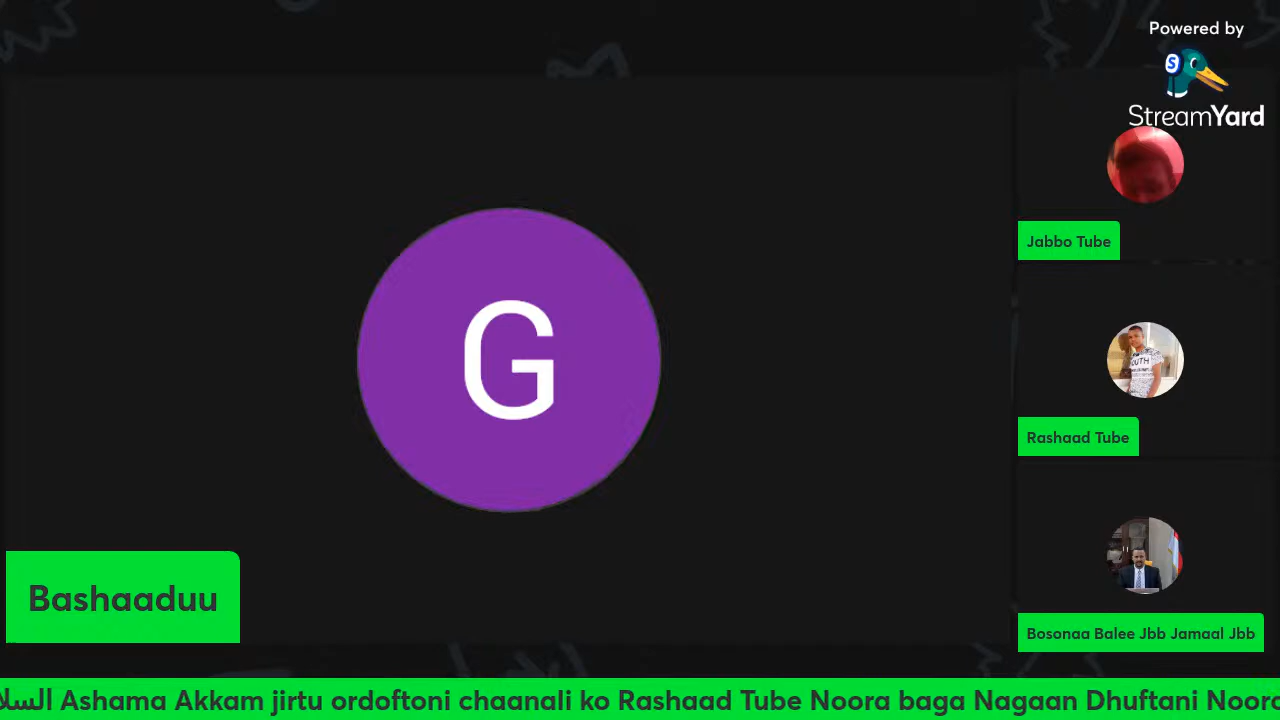 Powered by
S
StreamYard
Jabbo Tube
G
OUTH
Rashaad Tube
Bashaaduu
Bosonaa Balee Jbb Jamaal Jbb
Ashama Akkam jirtu ordoftoni chaanali ko Rashaad Tube Noora baga Nagaan Dhuftani